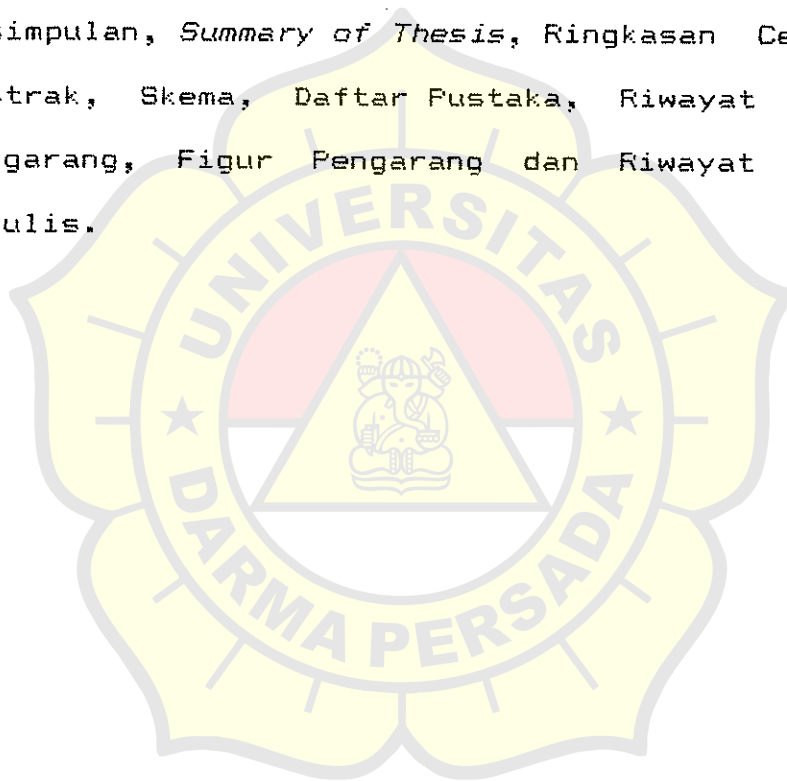 simpulan, Summary of Thesis, Ringkasan Ce
trak, Skema, Daftar Pustaka, Riwayat
garang, Figur Pengarang dan Riwayat
ulis.
UNIVERSITAS
DARMA PERSADA